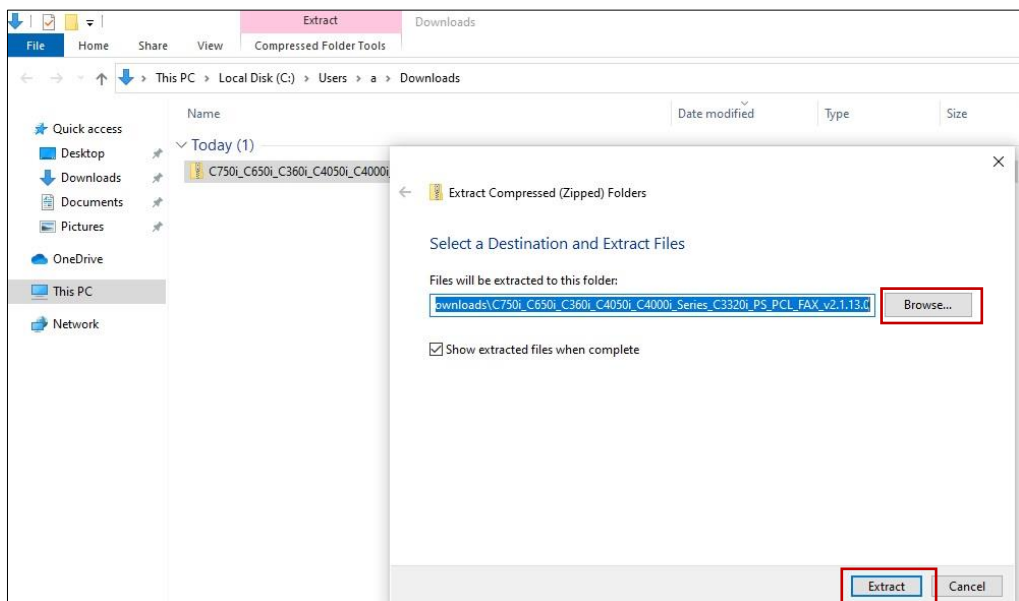 Extract Downloads
File Home Share View Compressed Folder Tools
This PC Local Disk (C:) Users a Downloads
Name Date modified Type Size
Quick access
Desktop
Downloads
Documents
Pictures
OneDrive
This PC
Network
Today (1)
C750i_C650i_C360i_C4050i_C4000i
Extract Compressed (Zipped) Folders
Select a Destination and Extract Files
Files will be extracted to this folder:
ownloads\C750i_C650i_C360i_C4050i_C4000i_Series_C3320i_PS_PCL_FAX_v2.1.13.0 Browse...
Show extracted files when complete
Extract Cancel